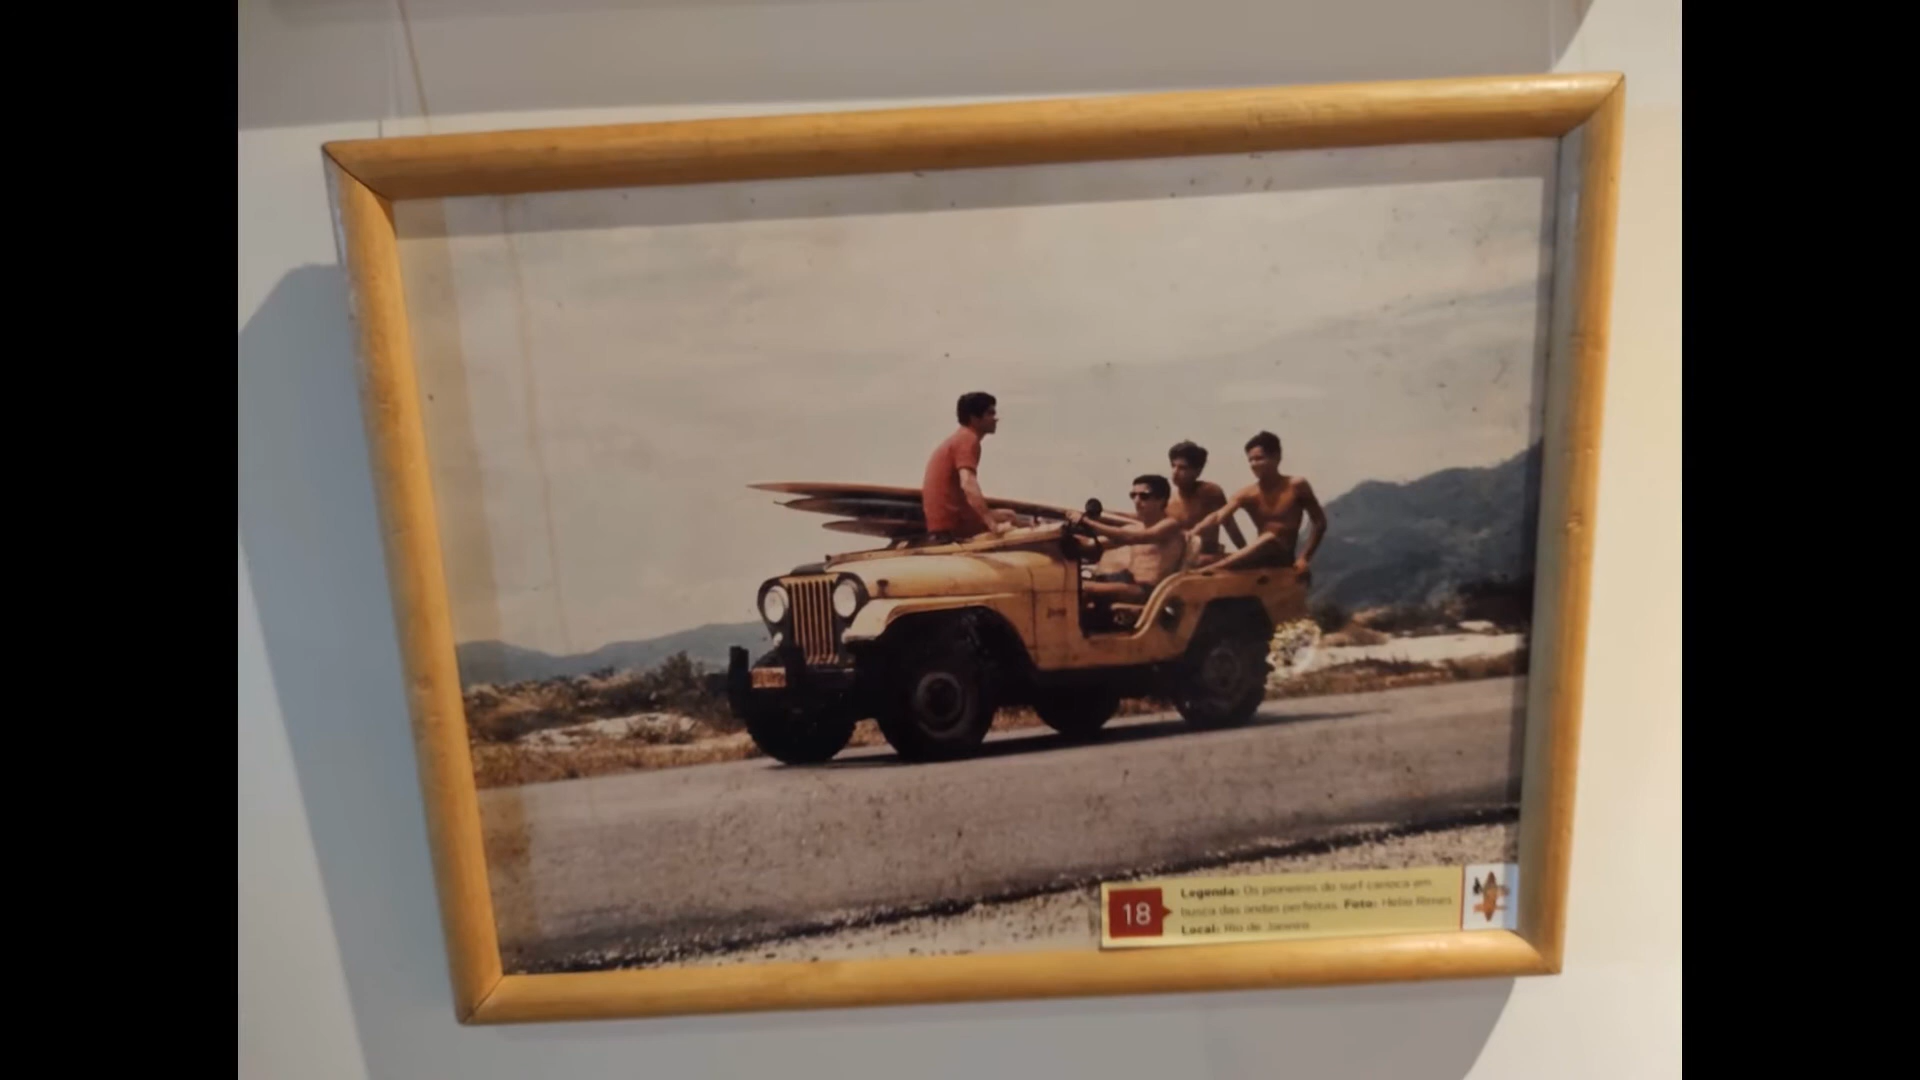 18
Legenda: Os pioneiros do surf carioca em
busca das ondas perfeitas. Foto:
Local: Rio de Janeiro